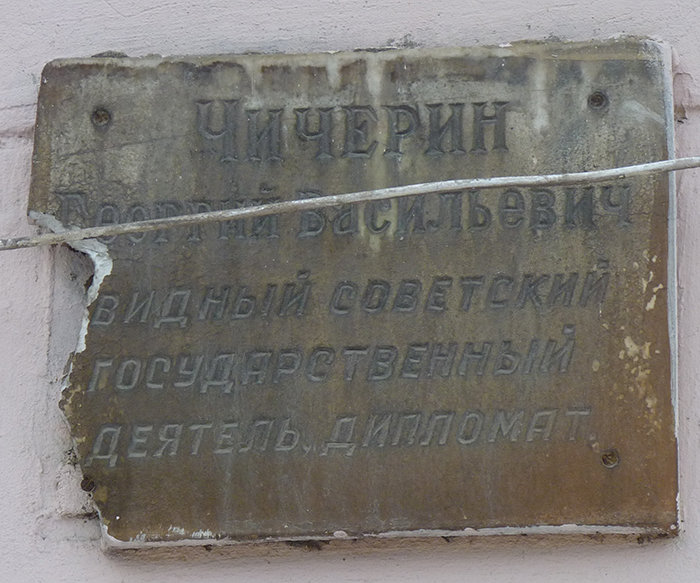 ЧИЧЕРИН
Георгий Васильевич
ВИДНЫЙ СОВЕТСКИЙ
ГОСУДАРСТВЕННЫЙ
ДЕЯТЕЛЬ, ДИПЛОМАТ.